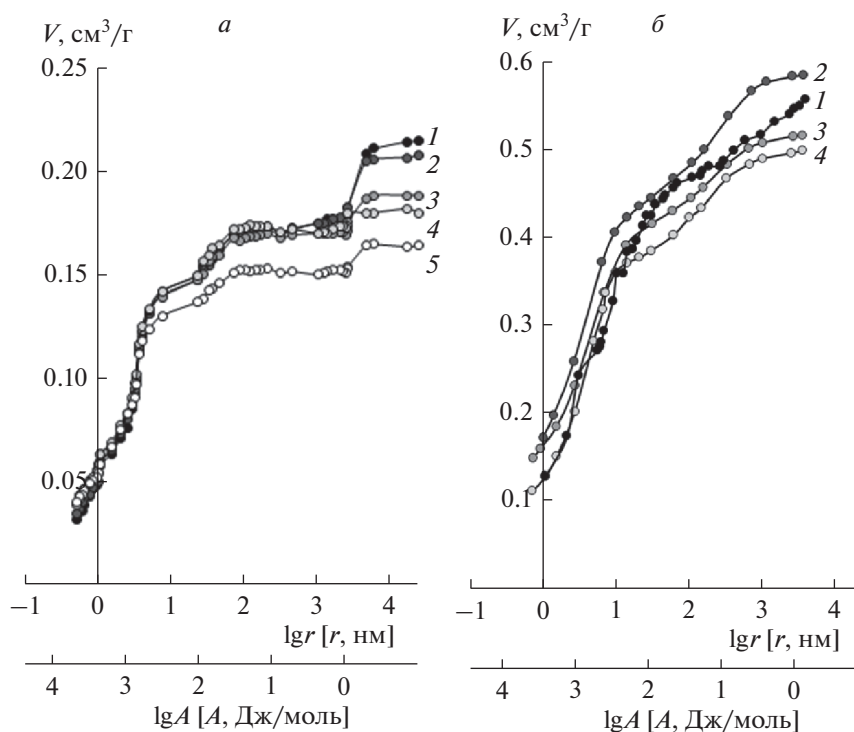 V, см³/г а
0.25
0.20
0.15
0.10
0.05
1
2
3
4
5
−1 0 1 2 3 4
lgr [r, нм]
4 3 2 1 0
lgA [A, Дж/моль]
V, см³/г б
0.6
0.5
0.4
0.3
0.2
0.1
2
1
3
4
−1 0 1 2 3 4
lgr [r, нм]
4 3 2 1 0
lgA [A, Дж/моль]